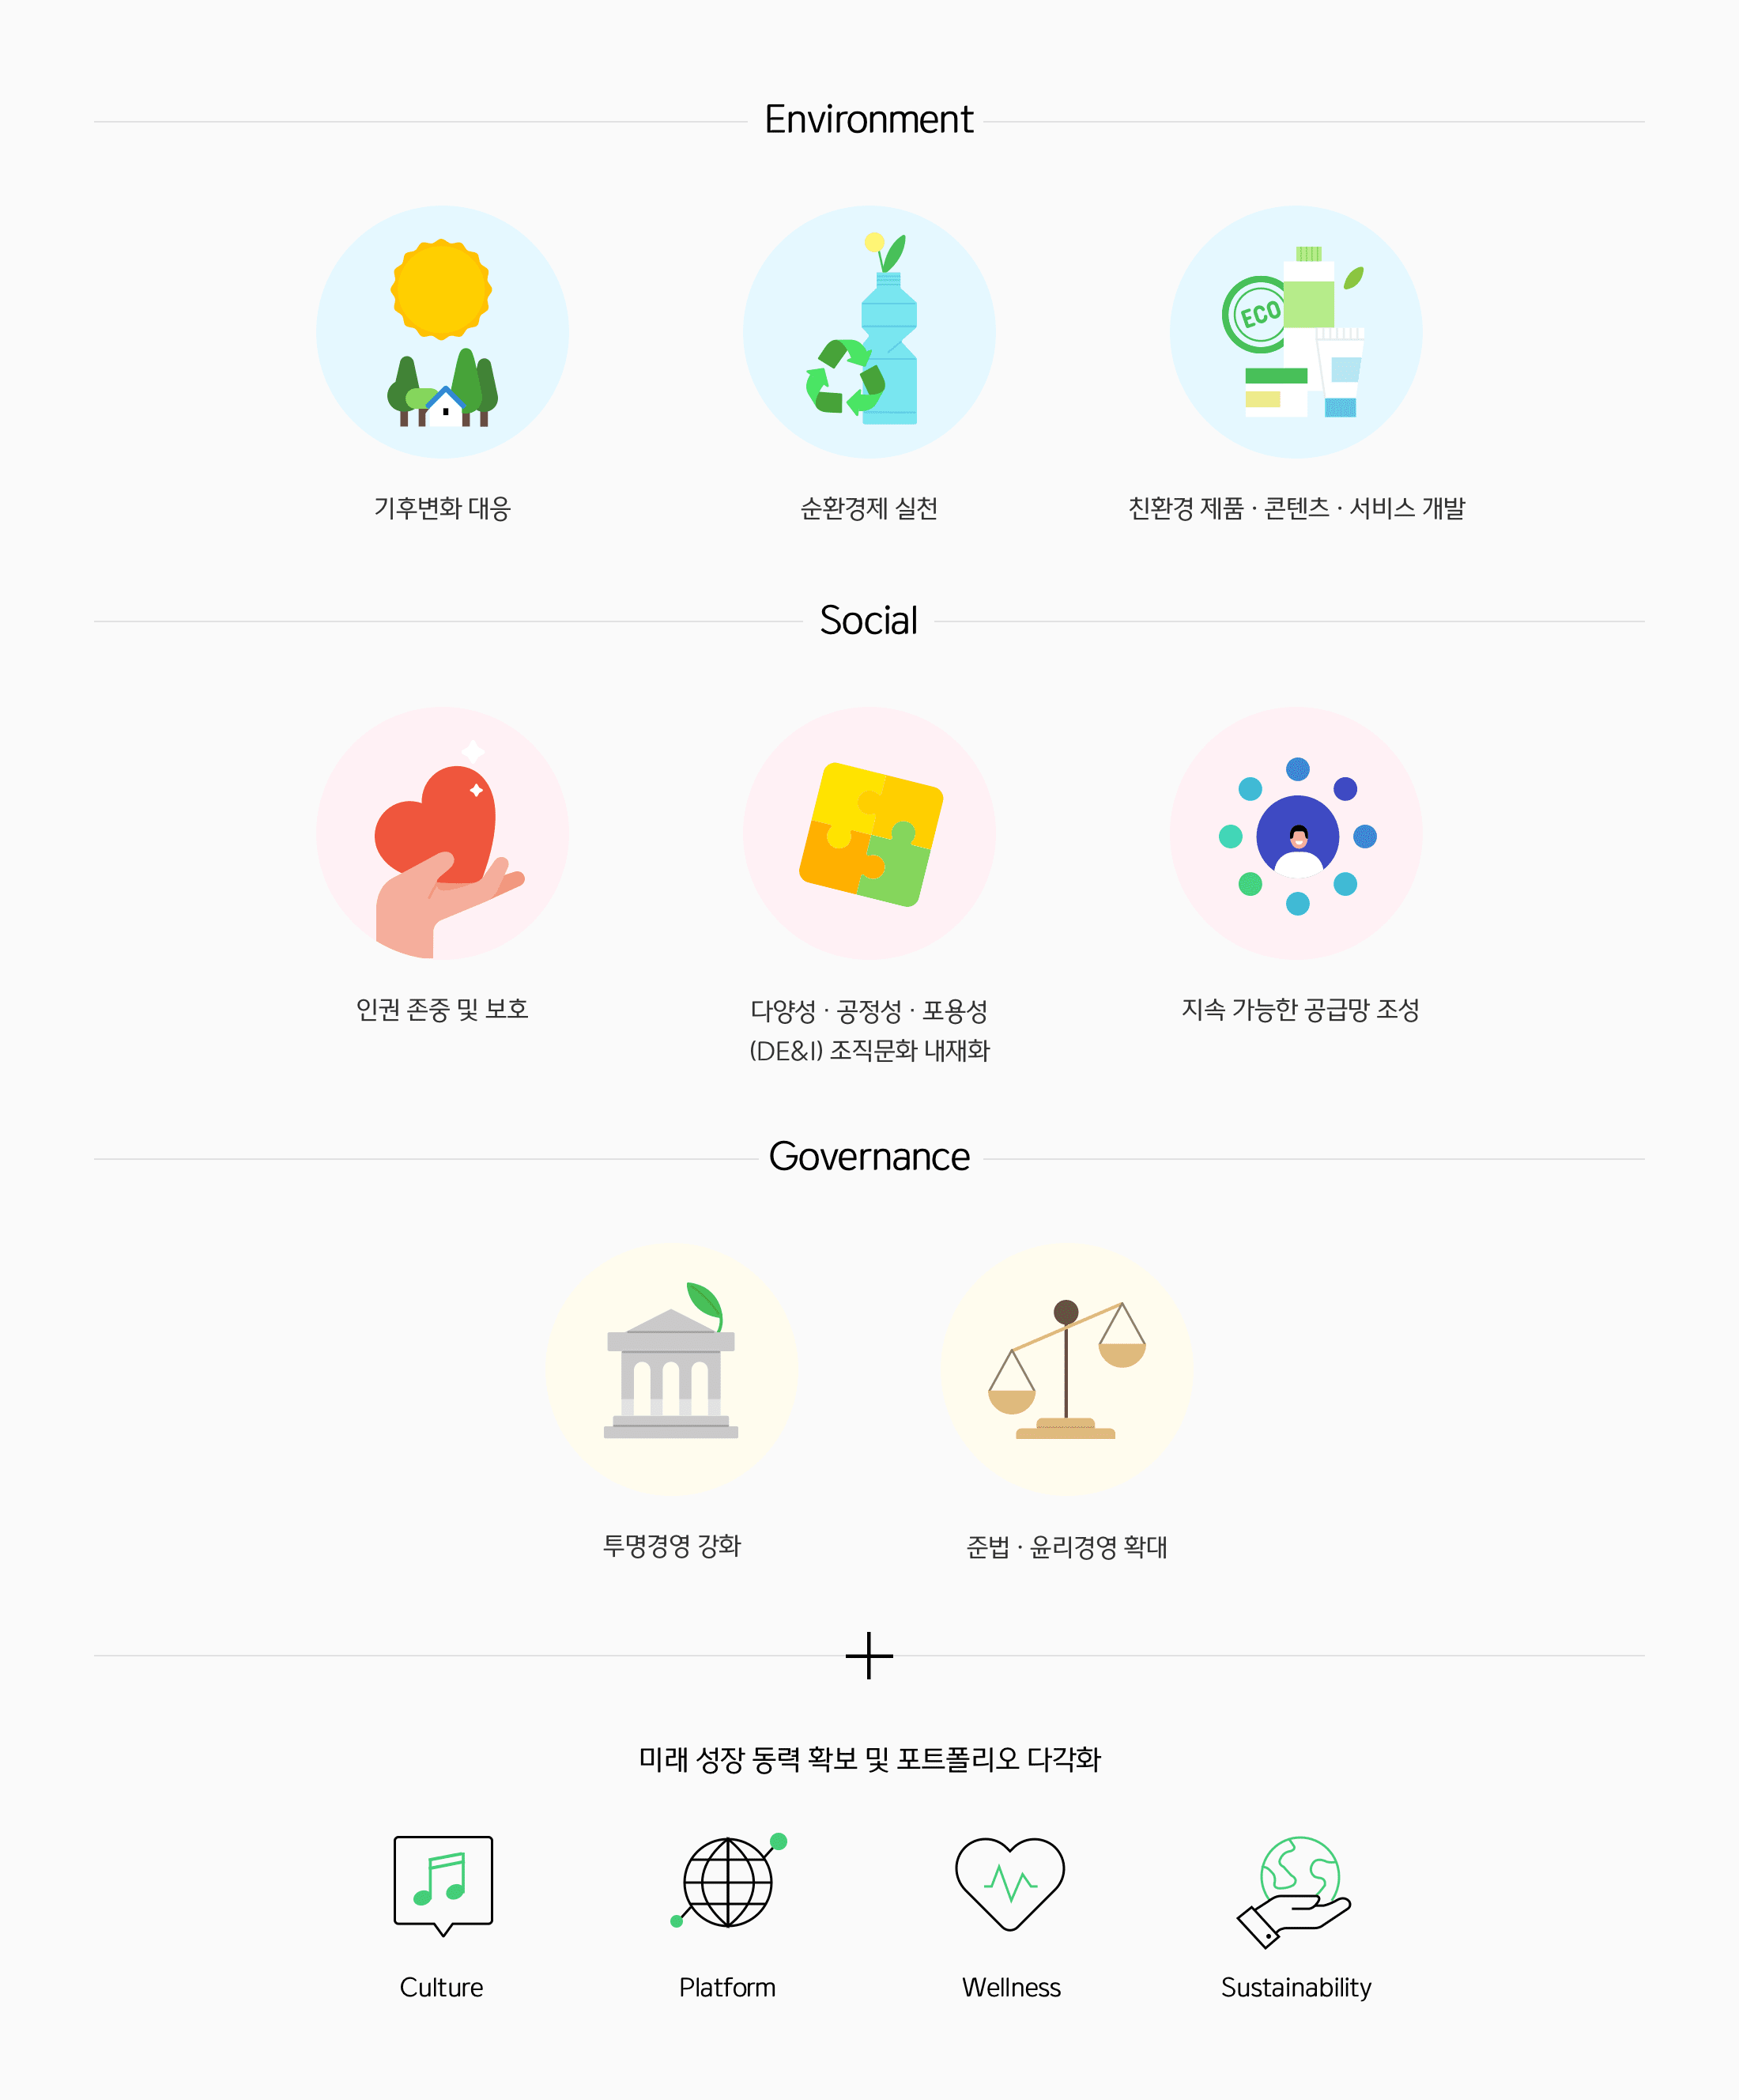 Environment
ECO
기후변화 대응
순환경제 실천
친환경 제품 · 콘텐츠 · 서비스 개발
Social
인권 존중 및 보호
다양성 · 공정성 · 포용성
(DE&I) 조직문화 내재화
지속 가능한 공급망 조성
Governance
투명경영 강화
준법 · 윤리경영 확대
미래 성장 동력 확보 및 포트폴리오 다각화
Culture
Platform
Wellness
Sustainability